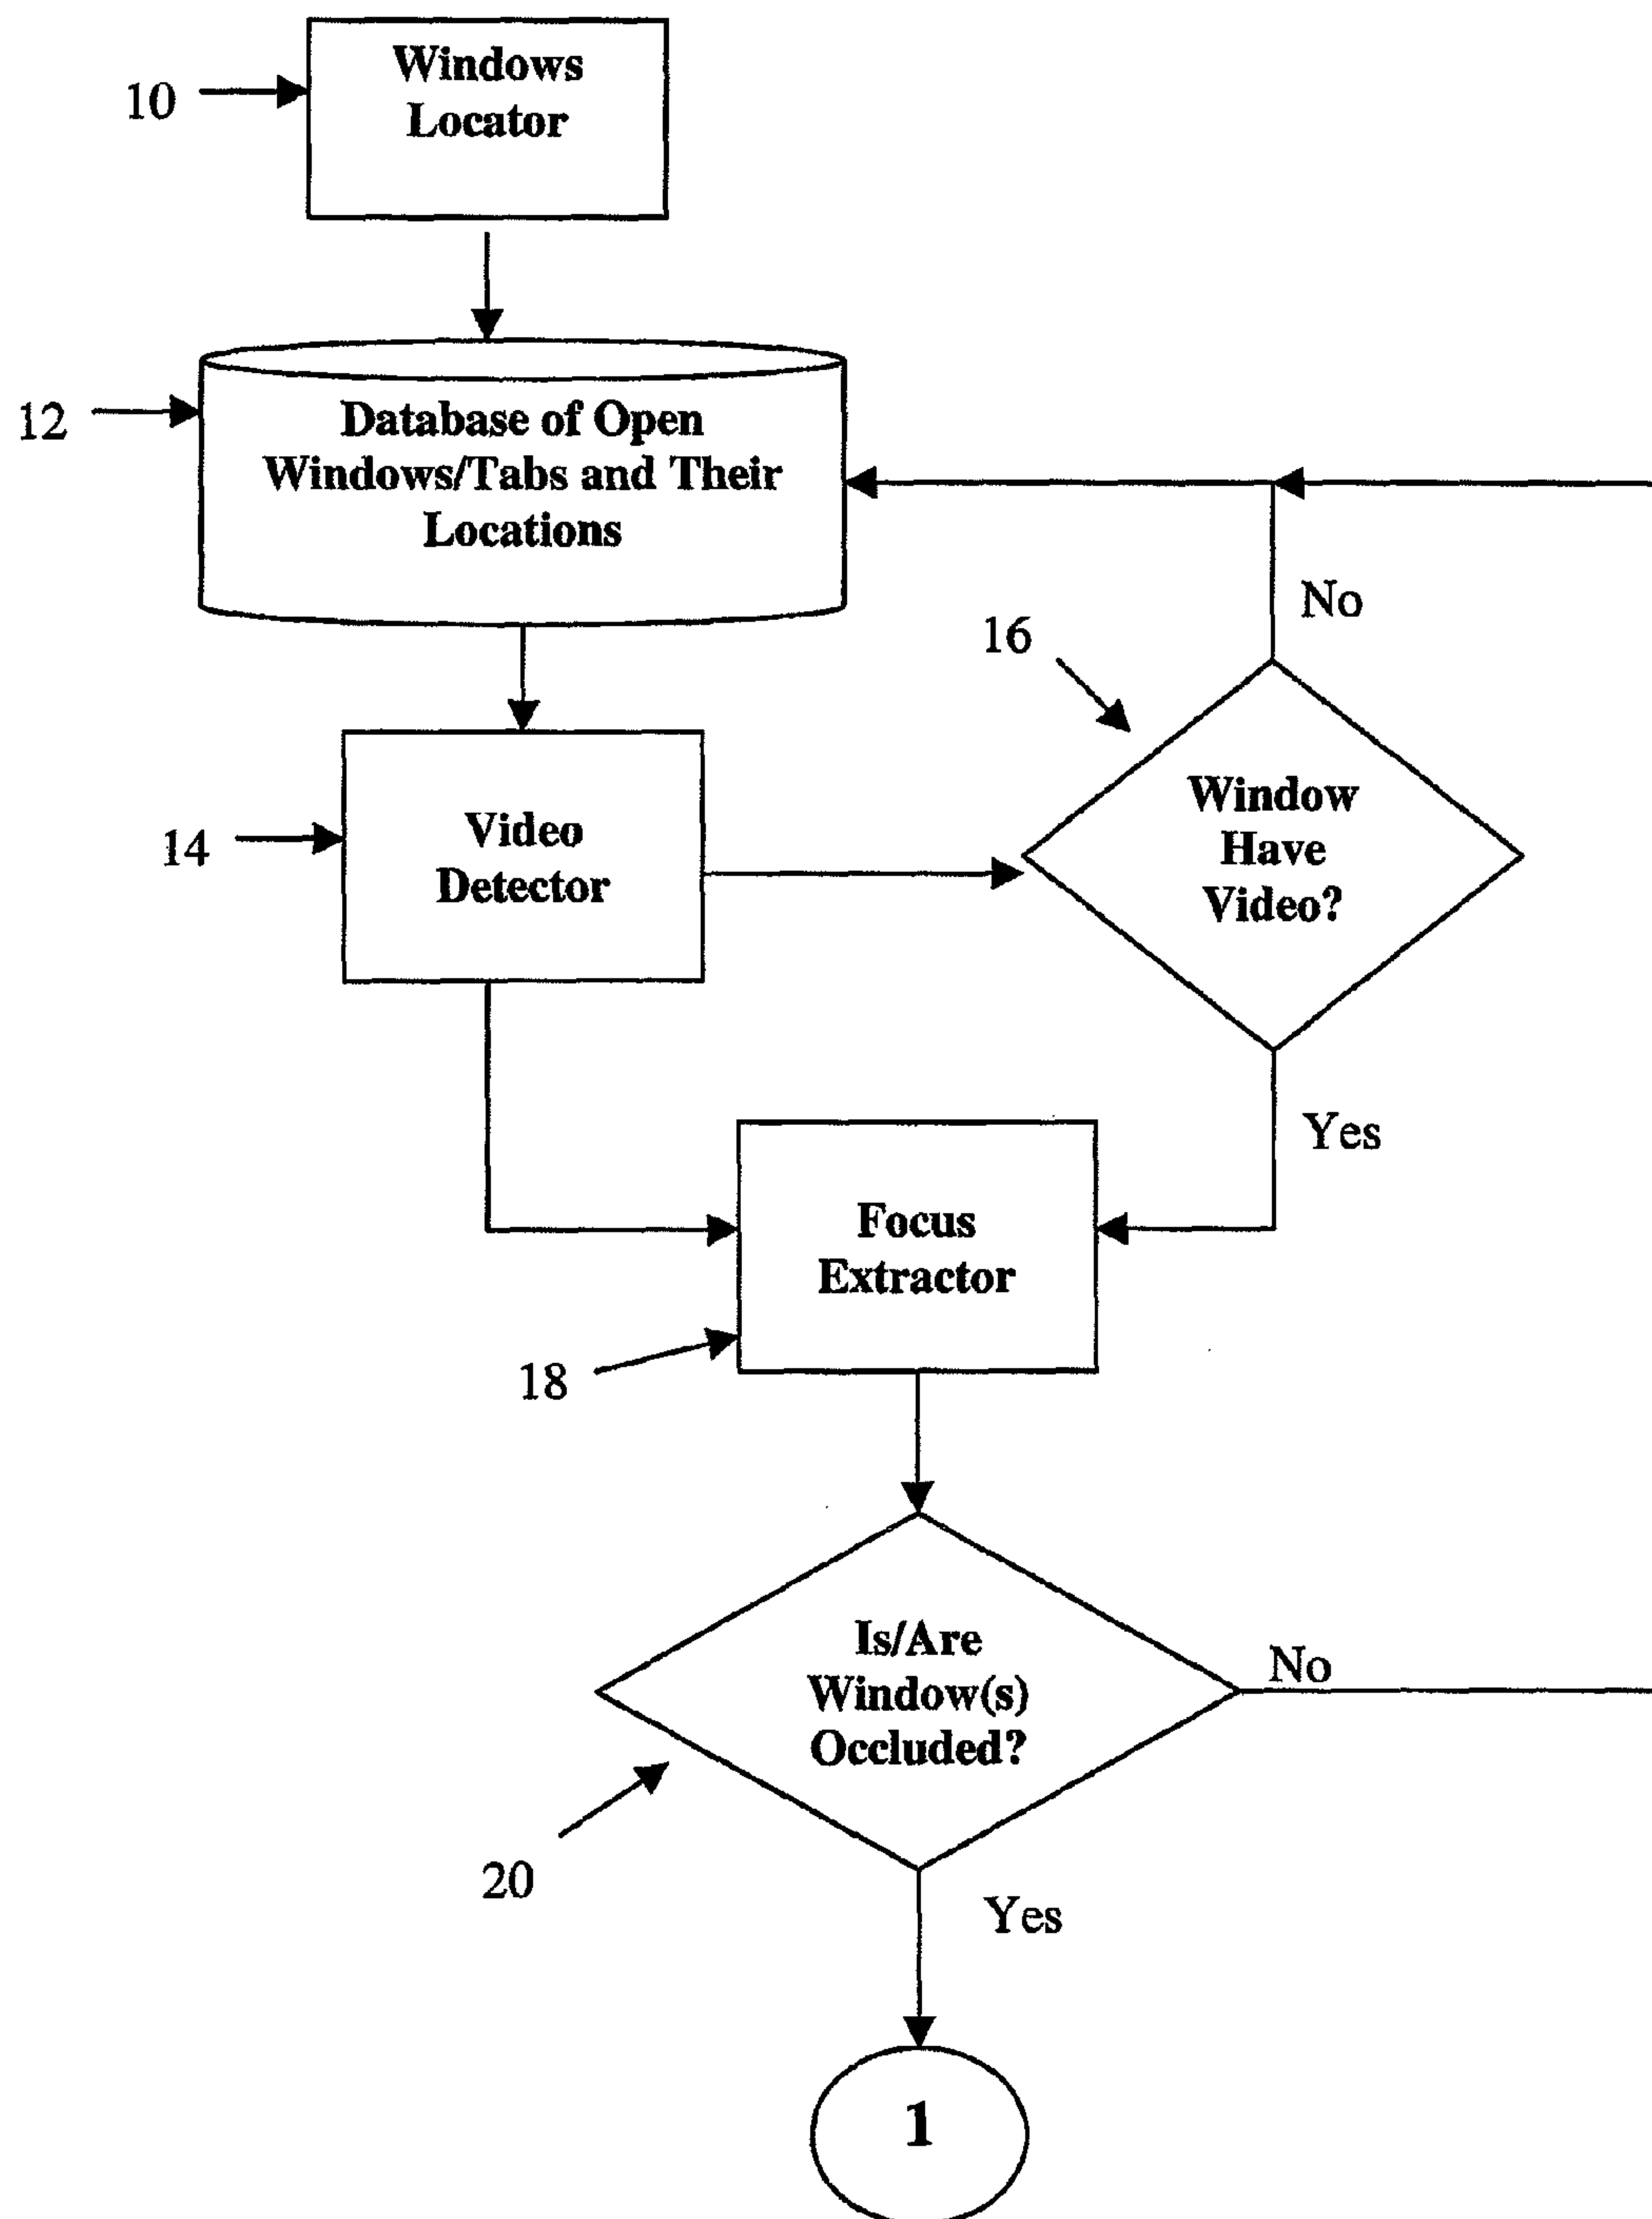 Windows
Locator
10
Database of Open
Windows/Tabs and Their
Locations
12
No
16
Window
Have
Video?
Video
Detector
14
Yes
Focus
Extractor
18
Is/Are
Window(s)
Occluded?
No
20
Yes
1